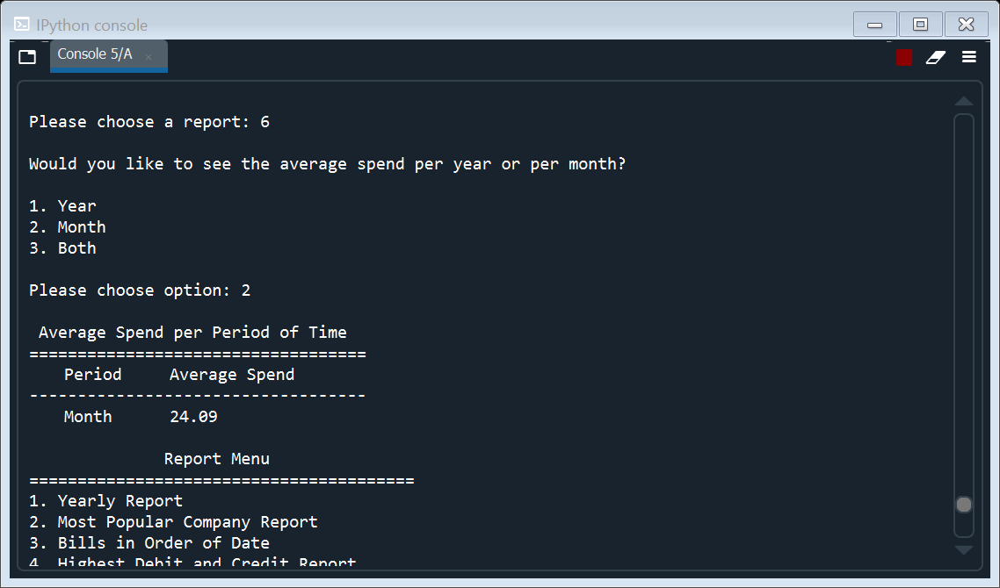 IPython console
Console 5/A
Please choose a report: 6
Would you like to see the average spend per year or per month?
1. Year
2. Month
3. Both
Please choose option: 2
Average Spend per Period of Time
===================================
Period     Average Spend
-----------------------------------
Month      24.09
Report Menu
========================================
1. Yearly Report
2. Most Popular Company Report
3. Bills in Order of Date
4. Highest Debit and Credit Report